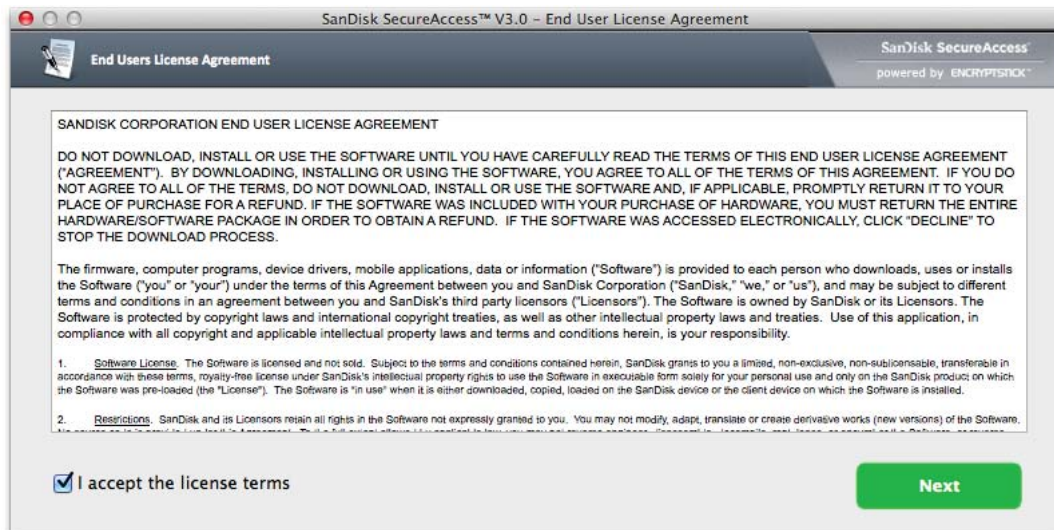 SanDisk SecureAccess™ V3.0 – End User License Agreement
End Users License Agreement
SanDisk SecureAccess™
powered by ENCRYPTSTICK™
SANDISK CORPORATION END USER LICENSE AGREEMENT
DO NOT DOWNLOAD, INSTALL OR USE THE SOFTWARE UNTIL YOU HAVE CAREFULLY READ THE TERMS OF THIS END USER LICENSE AGREEMENT
("AGREEMENT"). BY DOWNLOADING, INSTALLING OR USING THE SOFTWARE, YOU AGREE TO ALL OF THE TERMS OF THIS AGREEMENT. IF YOU DO
NOT AGREE TO ALL OF THE TERMS, DO NOT DOWNLOAD, INSTALL OR USE THE SOFTWARE AND, IF APPLICABLE, PROMPTLY RETURN IT TO YOUR
PLACE OF PURCHASE FOR A REFUND. IF THE SOFTWARE WAS INCLUDED WITH YOUR PURCHASE OF HARDWARE, YOU MUST RETURN THE ENTIRE
HARDWARE/SOFTWARE PACKAGE IN ORDER TO OBTAIN A REFUND. IF THE SOFTWARE WAS ACCESSED ELECTRONICALLY, CLICK "DECLINE" TO
STOP THE DOWNLOAD PROCESS.
The firmware, computer programs, device drivers, mobile applications, data or information ("Software") is provided to each person who downloads, uses or installs
the Software ("you" or "your") under the terms of this Agreement between you and SanDisk Corporation ("SanDisk," "we," or "us"), and may be subject to different
terms and conditions in an agreement between you and SanDisk's third party licensors ("Licensors"). The Software is owned by SanDisk or its Licensors. The
Software is protected by copyright laws and international copyright treaties, as well as other intellectual property laws and treaties. Use of this application, in
compliance with all copyright and applicable intellectual property laws and terms and conditions herein, is your responsibility.
1. Software License. The Software is licensed and not sold. Subject to the terms and conditions contained herein, SanDisk grants to you a limited, non-exclusive, non-sublicensable, transferable in
accordance with these terms, royalty-free license under SanDisk's intellectual property rights to use the Software in executable form solely for your personal use and only on the SanDisk product on which
the Software was pre-loaded (the "License"). The Software is "in use" when it is either downloaded, copied, loaded on the SanDisk device or the client device on which the Software is installed.
2. Restrictions. SanDisk and its Licensors retain all rights in the Software not expressly granted to you. You may not modify, adapt, translate or create derivative works (new versions) of the Software.
I accept the license terms
Next